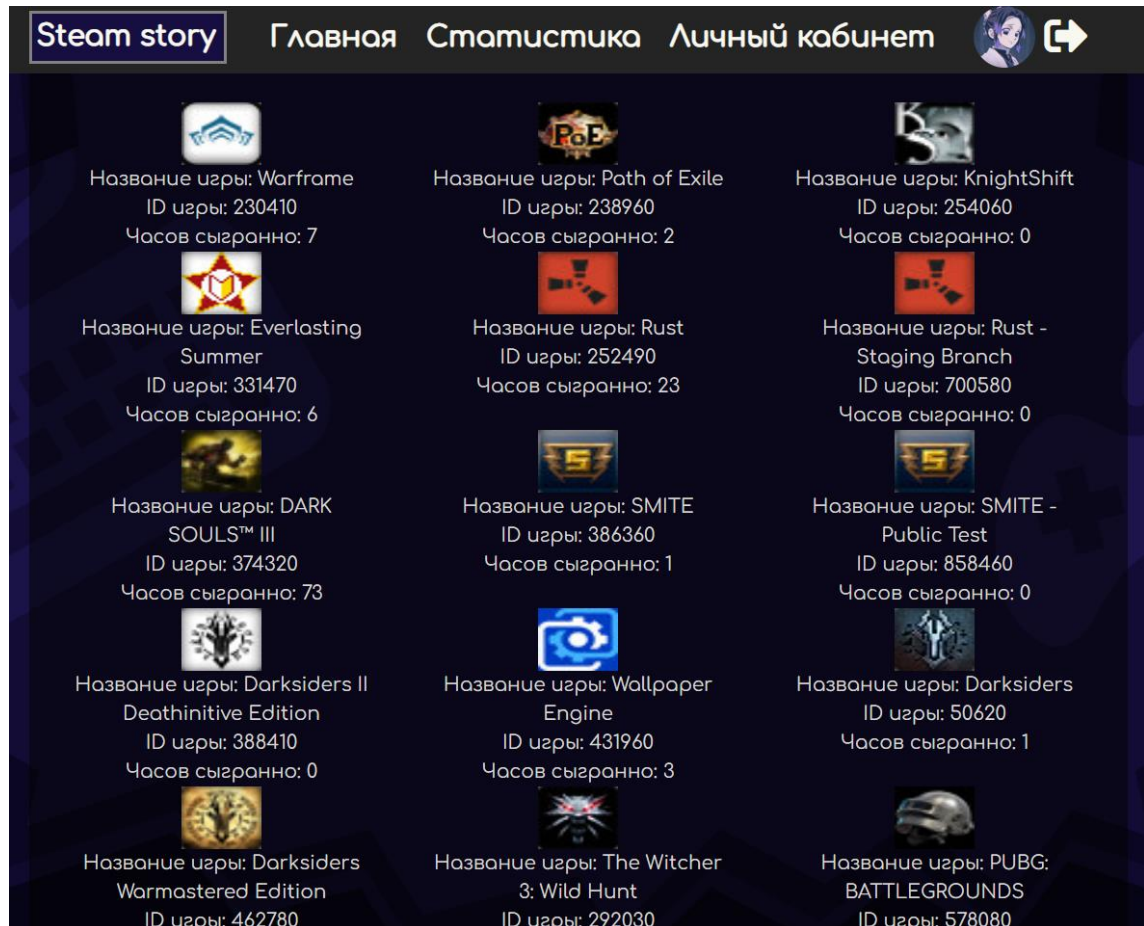 Steam story Главная Статистика Личный кабинет
PoE
KS
Название игры: Warframe
ID игры: 230410
Часов сыгранно: 7
Название игры: Path of Exile
ID игры: 238960
Часов сыгранно: 2
Название игры: KnightShift
ID игры: 254060
Часов сыгранно: 0
Название игры: Everlasting
Summer
ID игры: 331470
Часов сыгранно: 6
Название игры: Rust
ID игры: 252490
Часов сыгранно: 23
Название игры: Rust -
Staging Branch
ID игры: 700580
Часов сыгранно: 0
Название игры: DARK
SOULS™ III
ID игры: 374320
Часов сыгранно: 73
S
Название игры: SMITE
ID игры: 386360
Часов сыгранно: 1
S
Название игры: SMITE -
Public Test
ID игры: 858460
Часов сыгранно: 0
Название игры: Darksiders II
Deathinitive Edition
ID игры: 388410
Часов сыгранно: 0
Название игры: Wallpaper
Engine
ID игры: 431960
Часов сыгранно: 3
Название игры: Darksiders
ID игры: 50620
Часов сыгранно: 1
Название игры: Darksiders
Warmastered Edition
ID игры: 462780
Название игры: The Witcher
3: Wild Hunt
ID игры: 292030
Название игры: PUBG:
BATTLEGROUNDS
ID игры: 578080